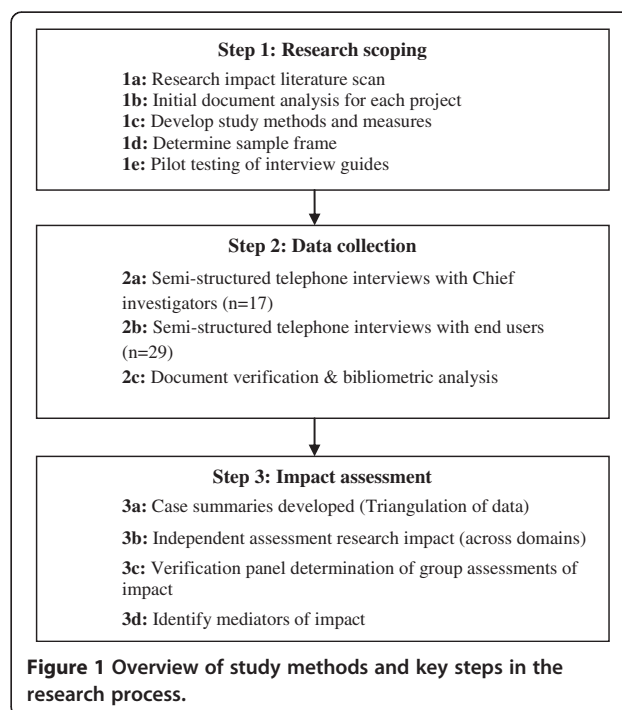 Step 1: Research scoping
1a: Research impact literature scan
1b: Initial document analysis for each project
1c: Develop study methods and measures
1d: Determine sample frame
1e: Pilot testing of interview guides
Step 2: Data collection
2a: Semi-structured telephone interviews with Chief
investigators (n=17)
2b: Semi-structured telephone interviews with end users
(n=29)
2c: Document verification & bibliometric analysis
Step 3: Impact assessment
3a: Case summaries developed (Triangulation of data)
3b: Independent assessment research impact (across domains)
3c: Verification panel determination of group assessments of
impact
3d: Identify mediators of impact
Figure 1 Overview of study methods and key steps in the
research process.